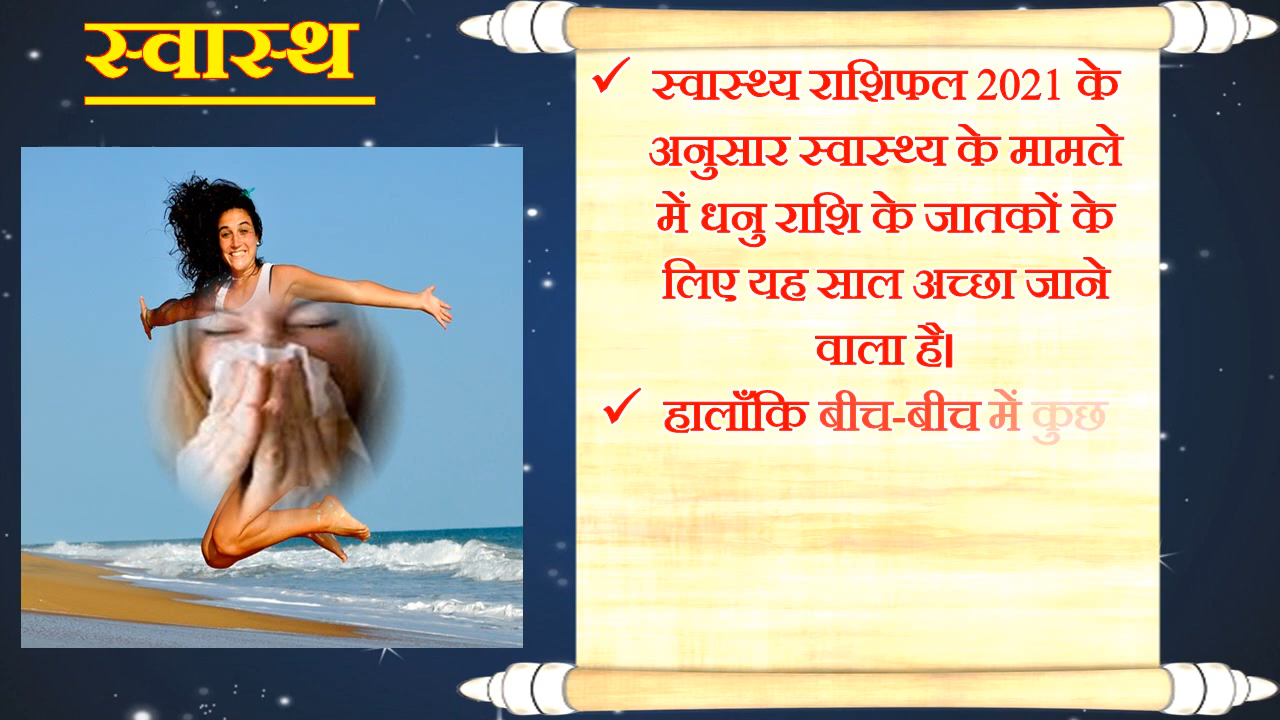 स्वास्थ
✓ स्वास्थ्य राशिफल 2021 के
अनुसार स्वास्थ्य के मामले
में धनु राशि के जातकों के
लिए यह साल अच्छा जाने
वाला है।
✓ हालाँकि बीच-बीच में कुछ